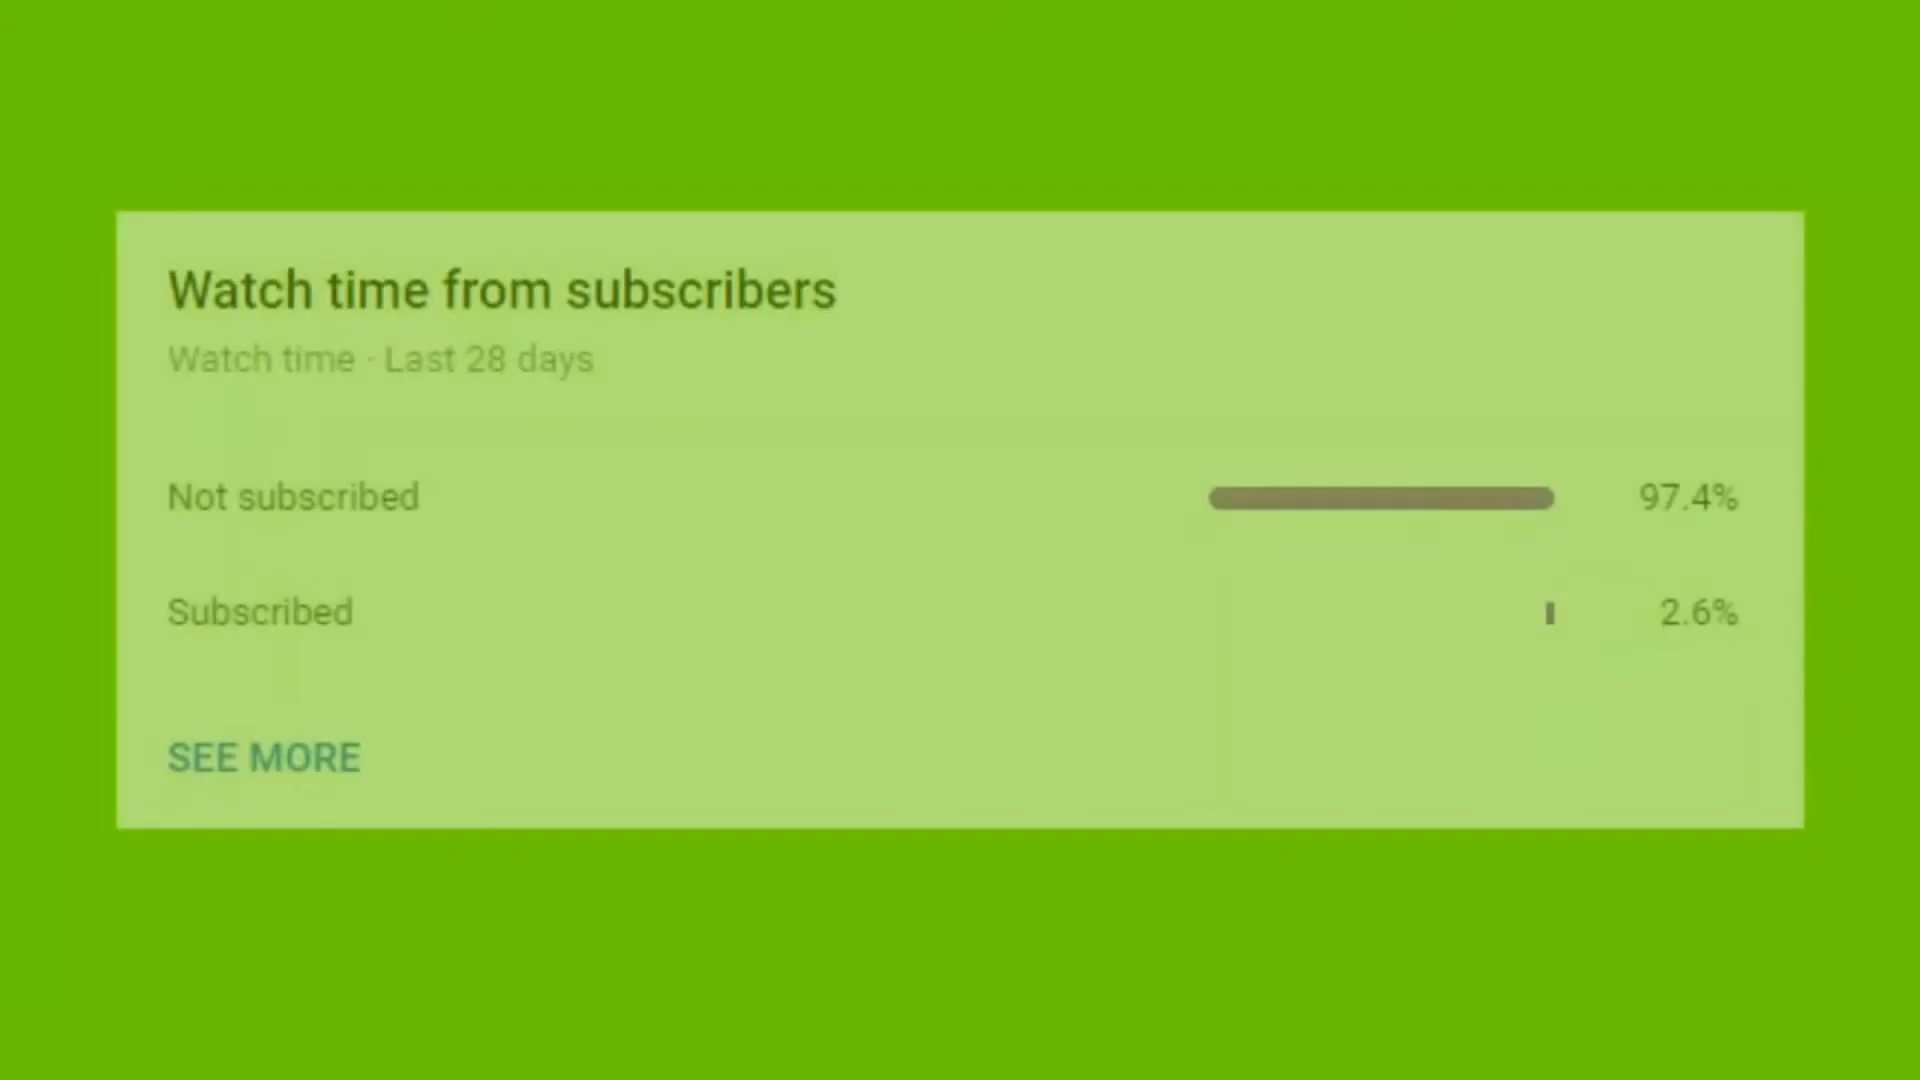 Watch time from subscribers
Watch time · Last 28 days
Not subscribed 97.4%
Subscribed 2.6%
SEE MORE